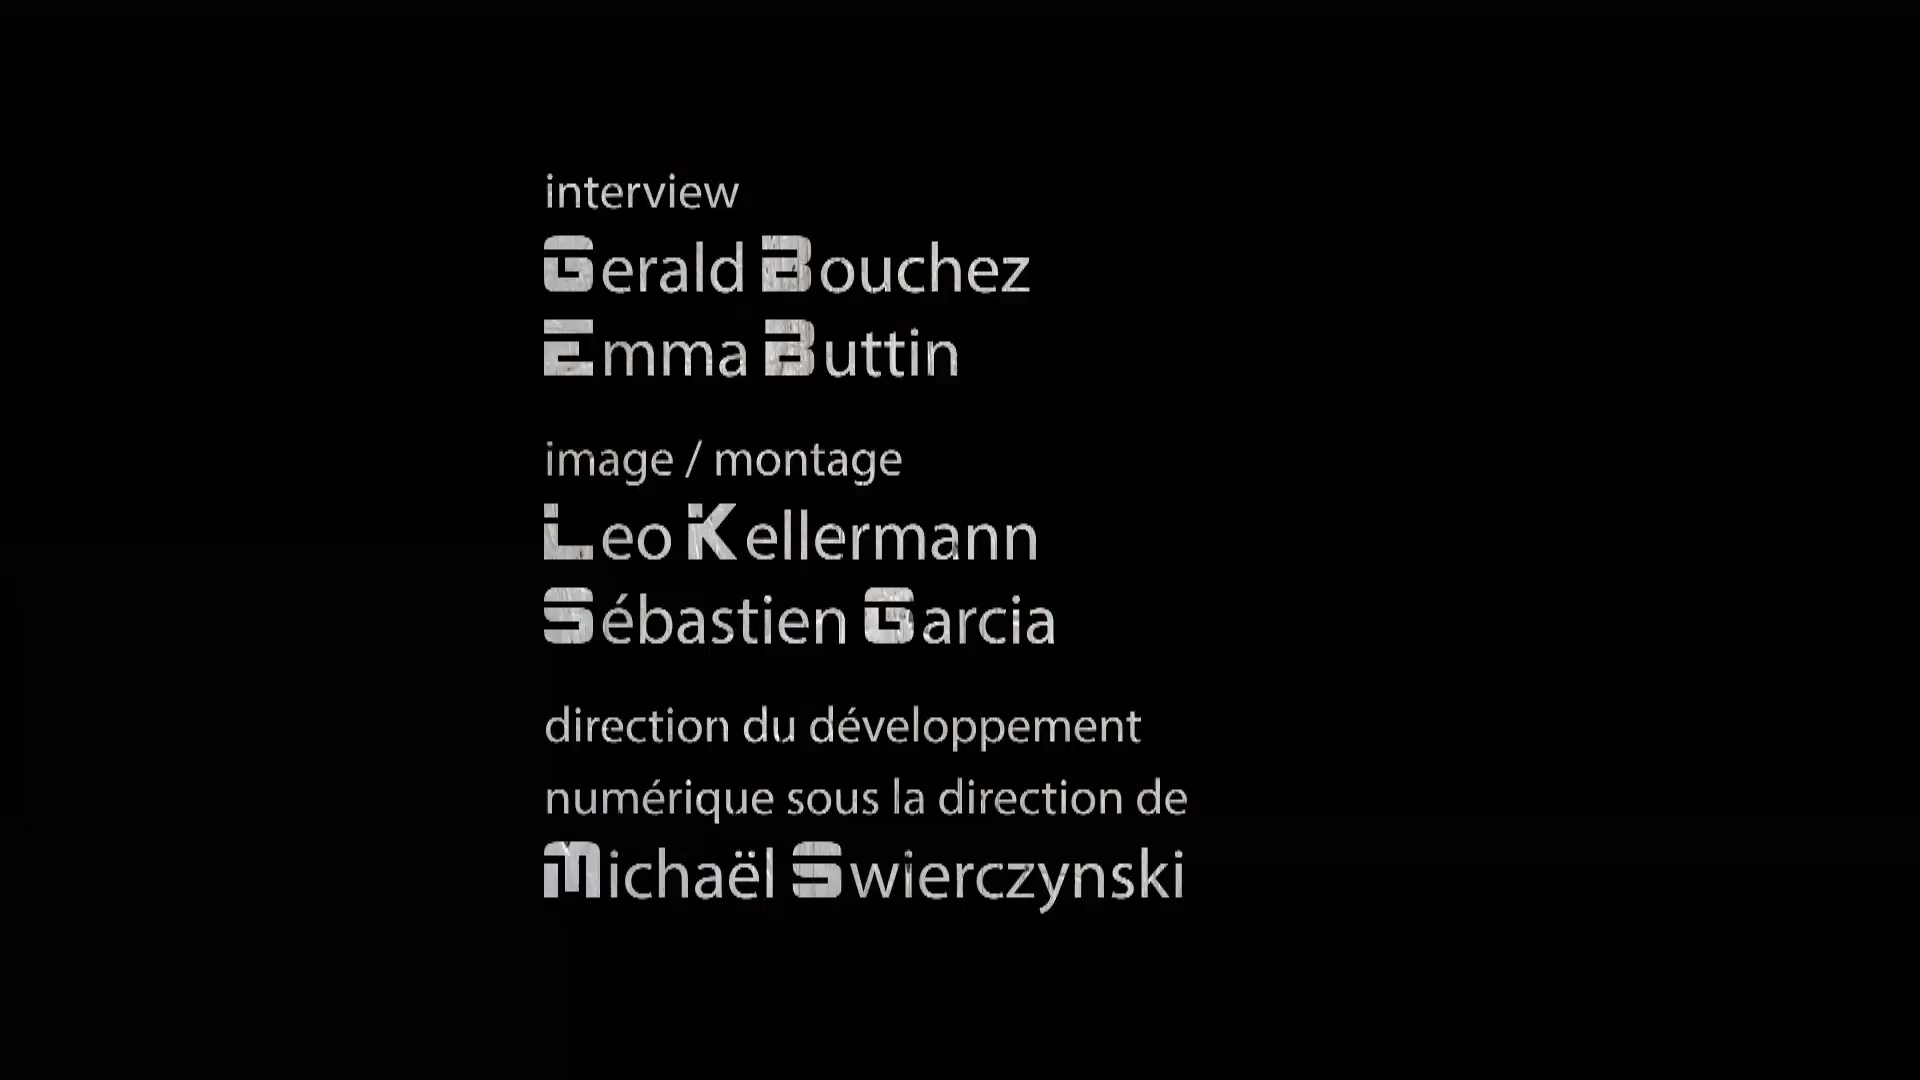 interview
Gerald Bouchez
Emma Buttin
image / montage
Leo Kellermann
Sébastien Garcia
direction du développement
numérique sous la direction de
Michaël Swierczynski